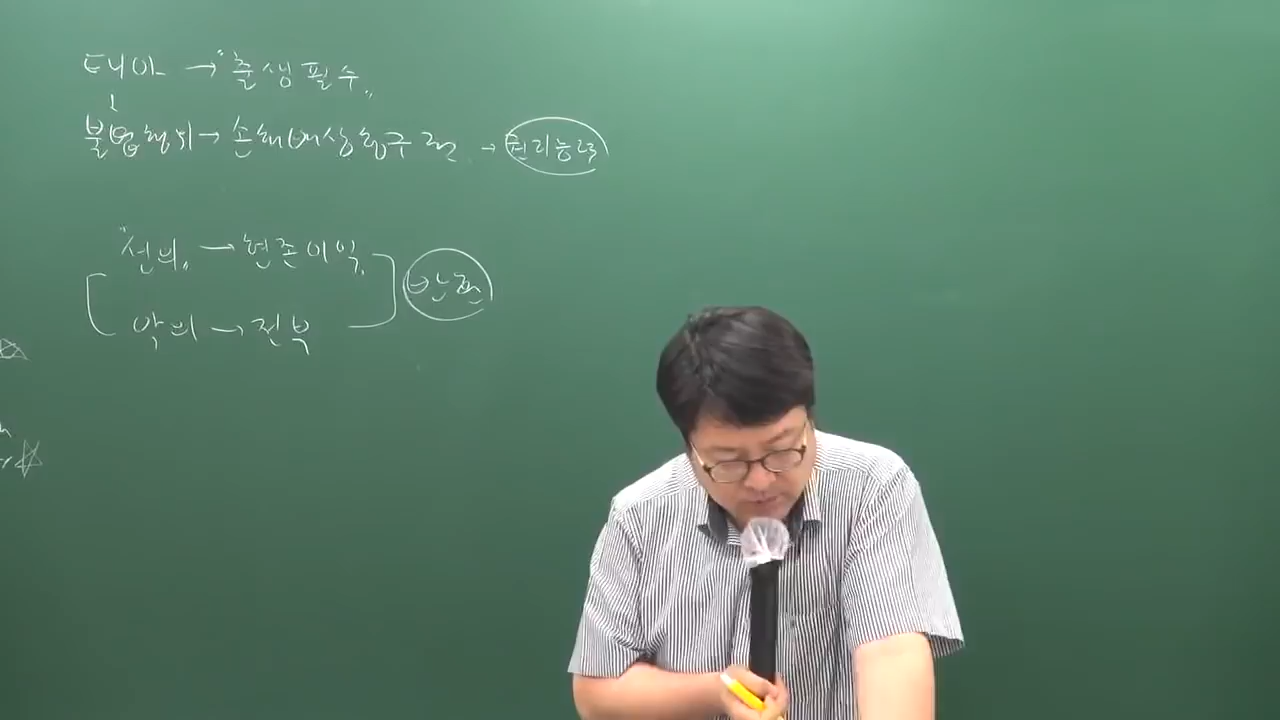 태아 → "출생필수"
불법행위 → 손해배상청구권 → 권리능력
"선의" → 현존이익
반환
악의 → 전부